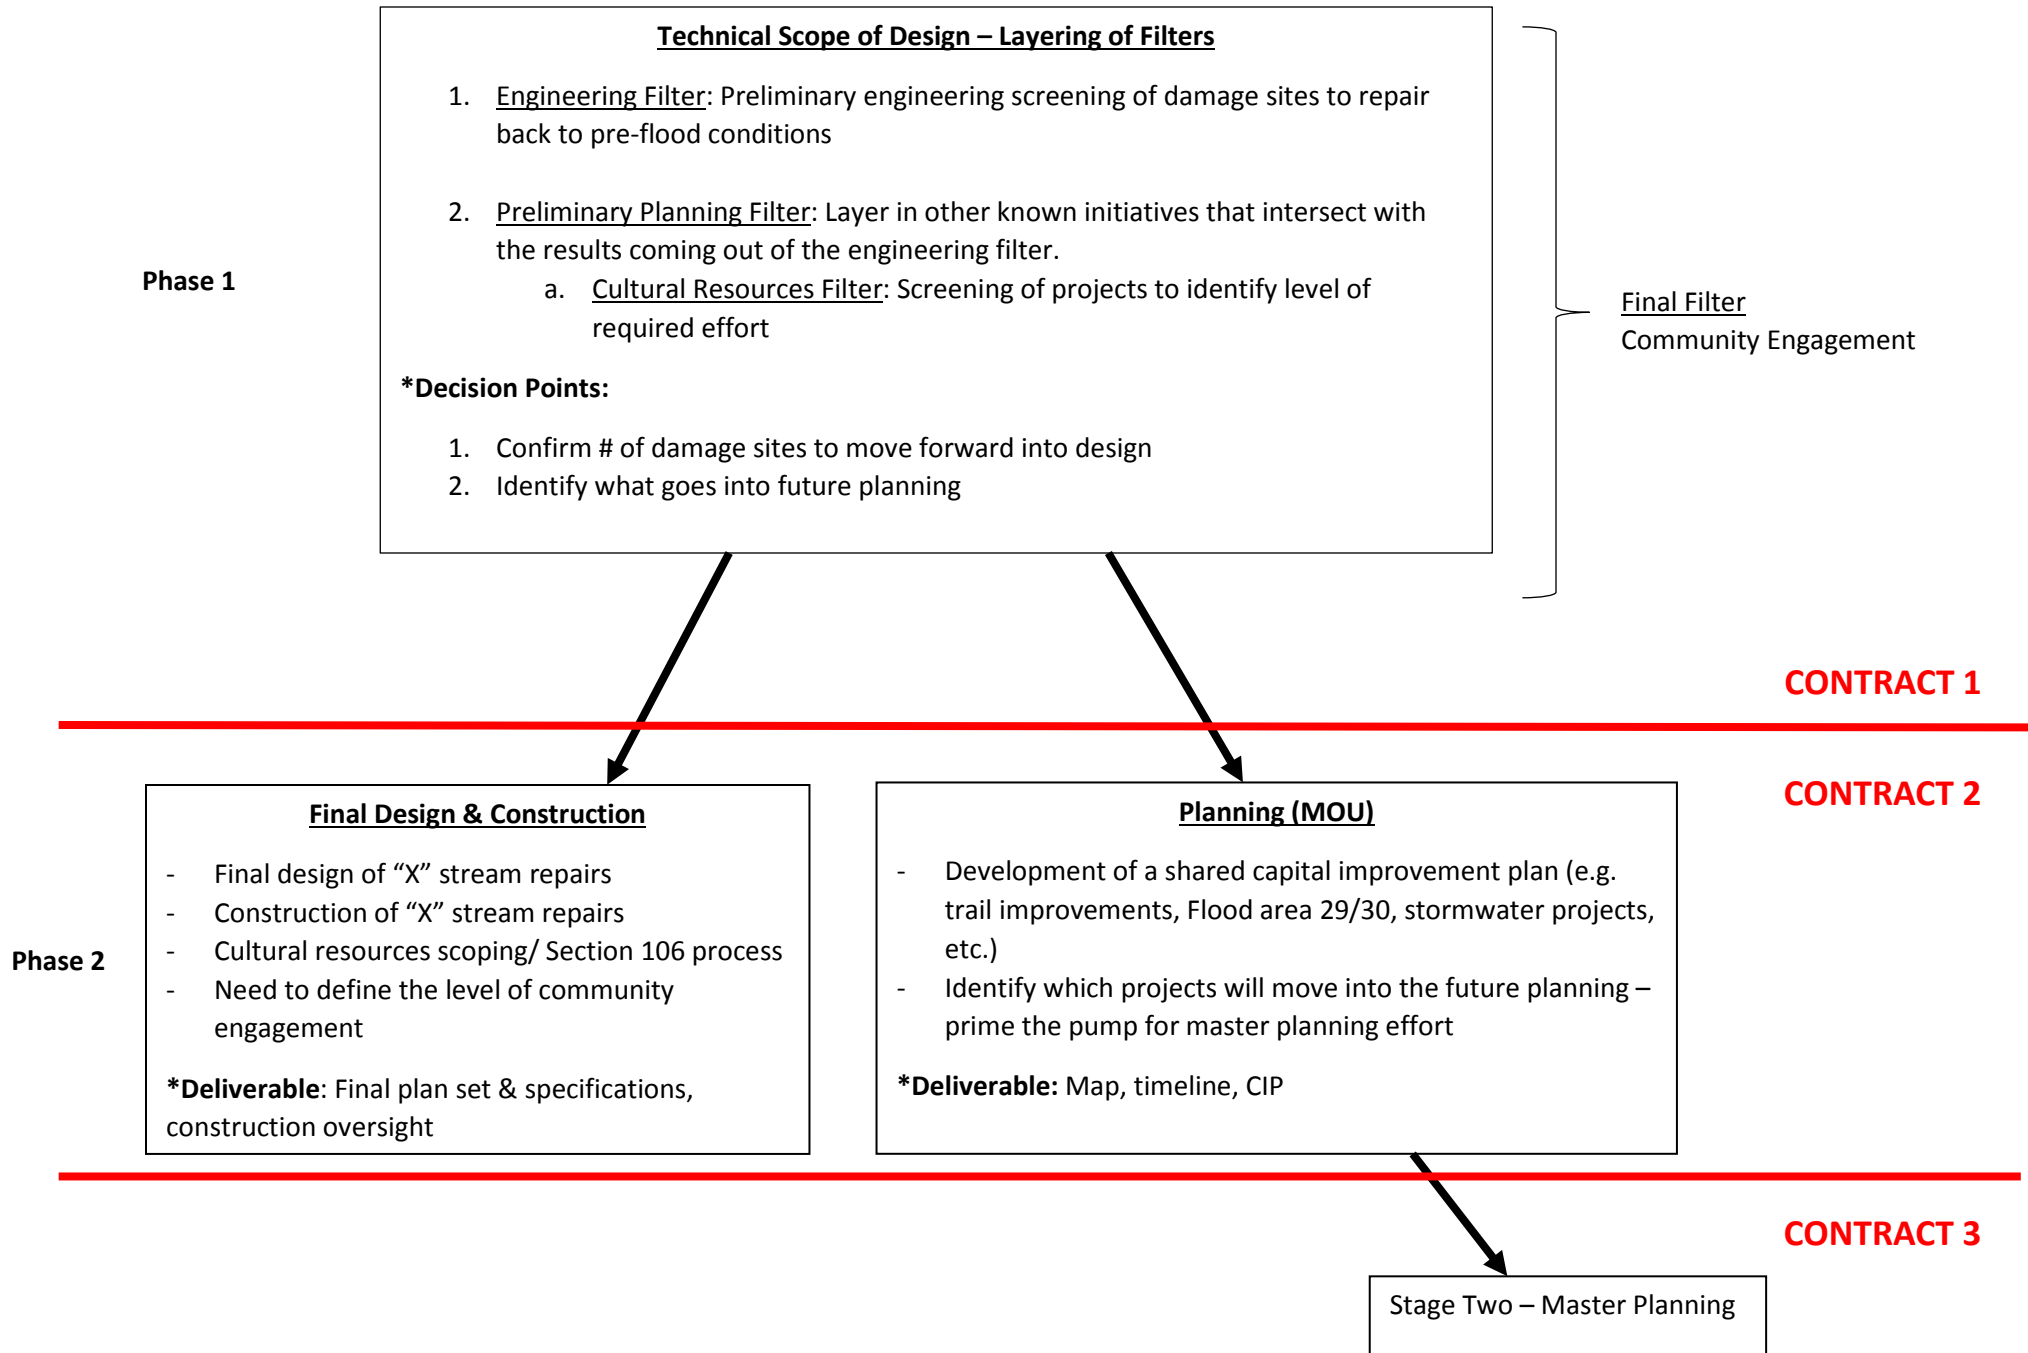 Technical Scope of Design – Layering of Filters
1. Engineering Filter: Preliminary engineering screening of damage sites to repair
back to pre-flood conditions
2. Preliminary Planning Filter: Layer in other known initiatives that intersect with
the results coming out of the engineering filter.
a. Cultural Resources Filter: Screening of projects to identify level of
required effort
*Decision Points:
1. Confirm # of damage sites to move forward into design
2. Identify what goes into future planning
Phase 1
Final Filter
Community Engagement
CONTRACT 1
CONTRACT 2
Phase 2
Final Design & Construction
- Final design of “X” stream repairs
- Construction of “X” stream repairs
- Cultural resources scoping/ Section 106 process
- Need to define the level of community
engagement
*Deliverable: Final plan set & specifications,
construction oversight
Planning (MOU)
- Development of a shared capital improvement plan (e.g.
trail improvements, Flood area 29/30, stormwater projects,
etc.)
- Identify which projects will move into the future planning –
prime the pump for master planning effort
*Deliverable: Map, timeline, CIP
CONTRACT 3
Stage Two – Master Planning